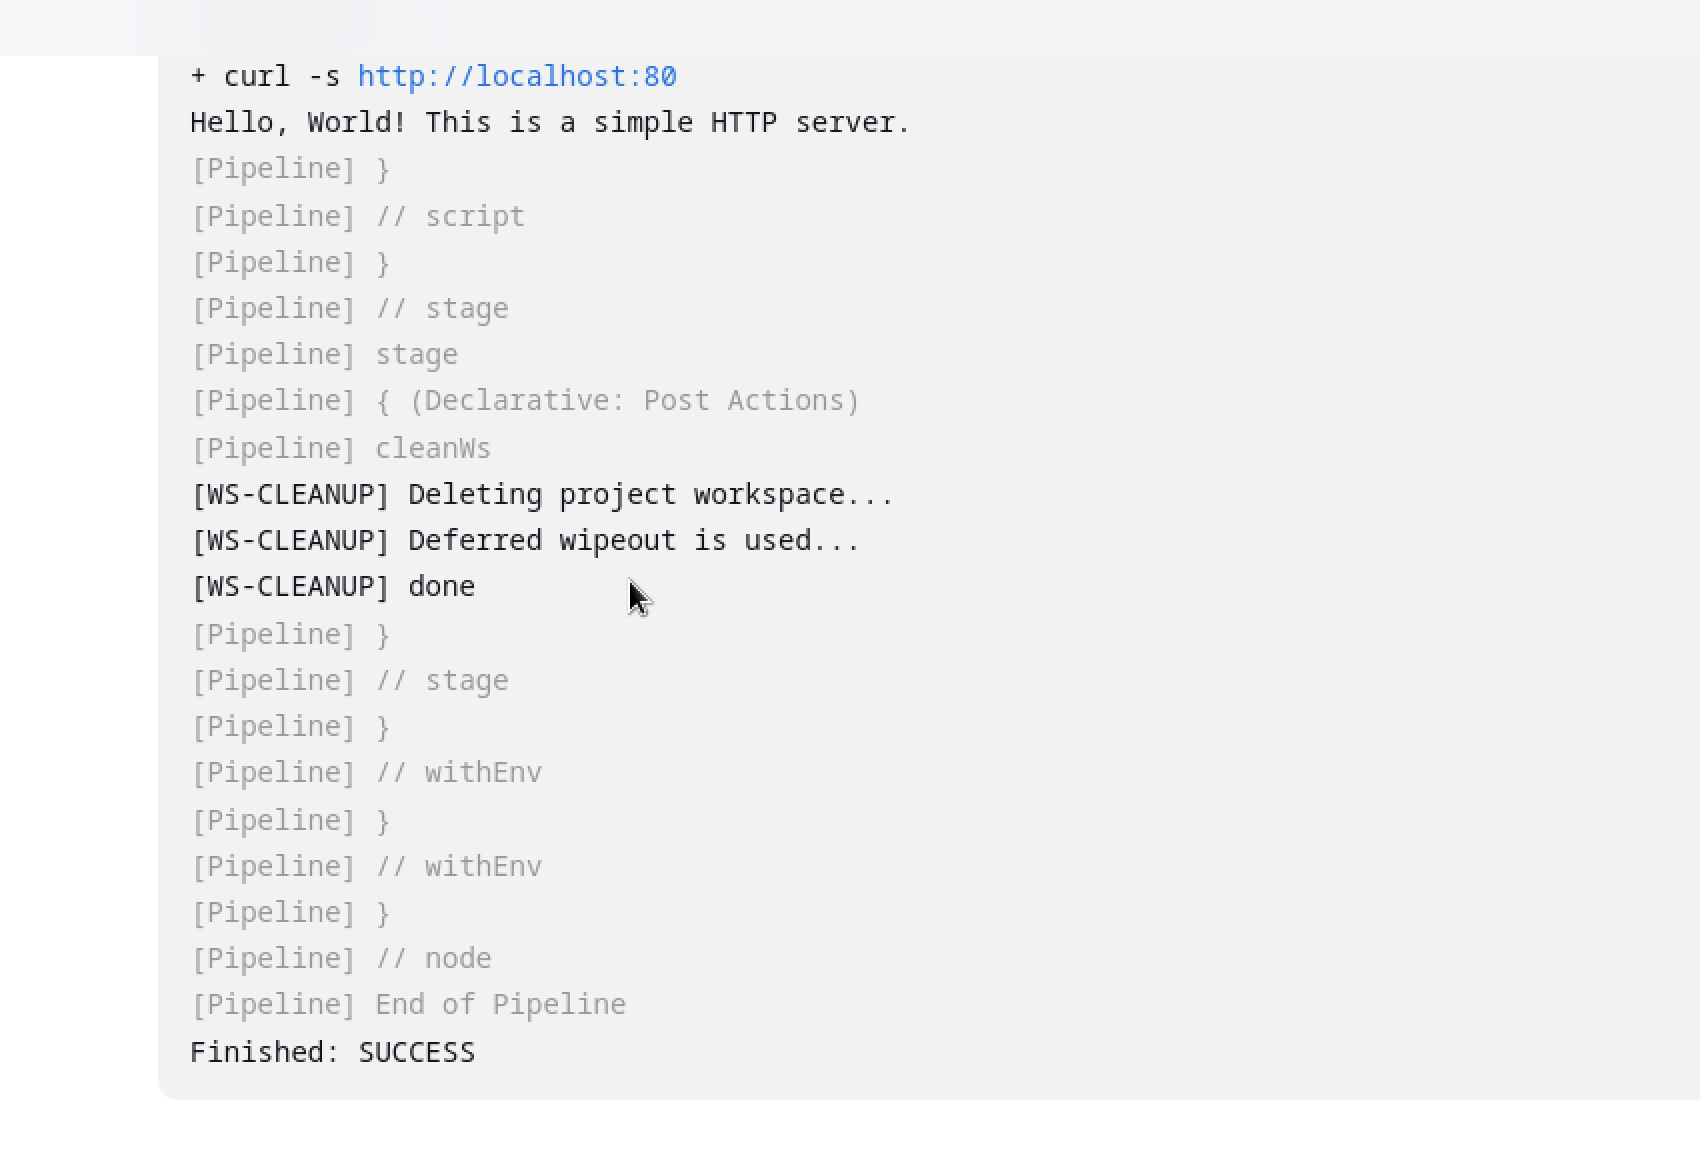 + curl -s http://localhost:80
Hello, World! This is a simple HTTP server.
[Pipeline] }
[Pipeline] // script
[Pipeline] }
[Pipeline] // stage
[Pipeline] stage
[Pipeline] { (Declarative: Post Actions)
[Pipeline] cleanWs
[WS-CLEANUP] Deleting project workspace...
[WS-CLEANUP] Deferred wipeout is used...
[WS-CLEANUP] done
[Pipeline] }
[Pipeline] // stage
[Pipeline] }
[Pipeline] // withEnv
[Pipeline] }
[Pipeline] // withEnv
[Pipeline] }
[Pipeline] // node
[Pipeline] End of Pipeline
Finished: SUCCESS